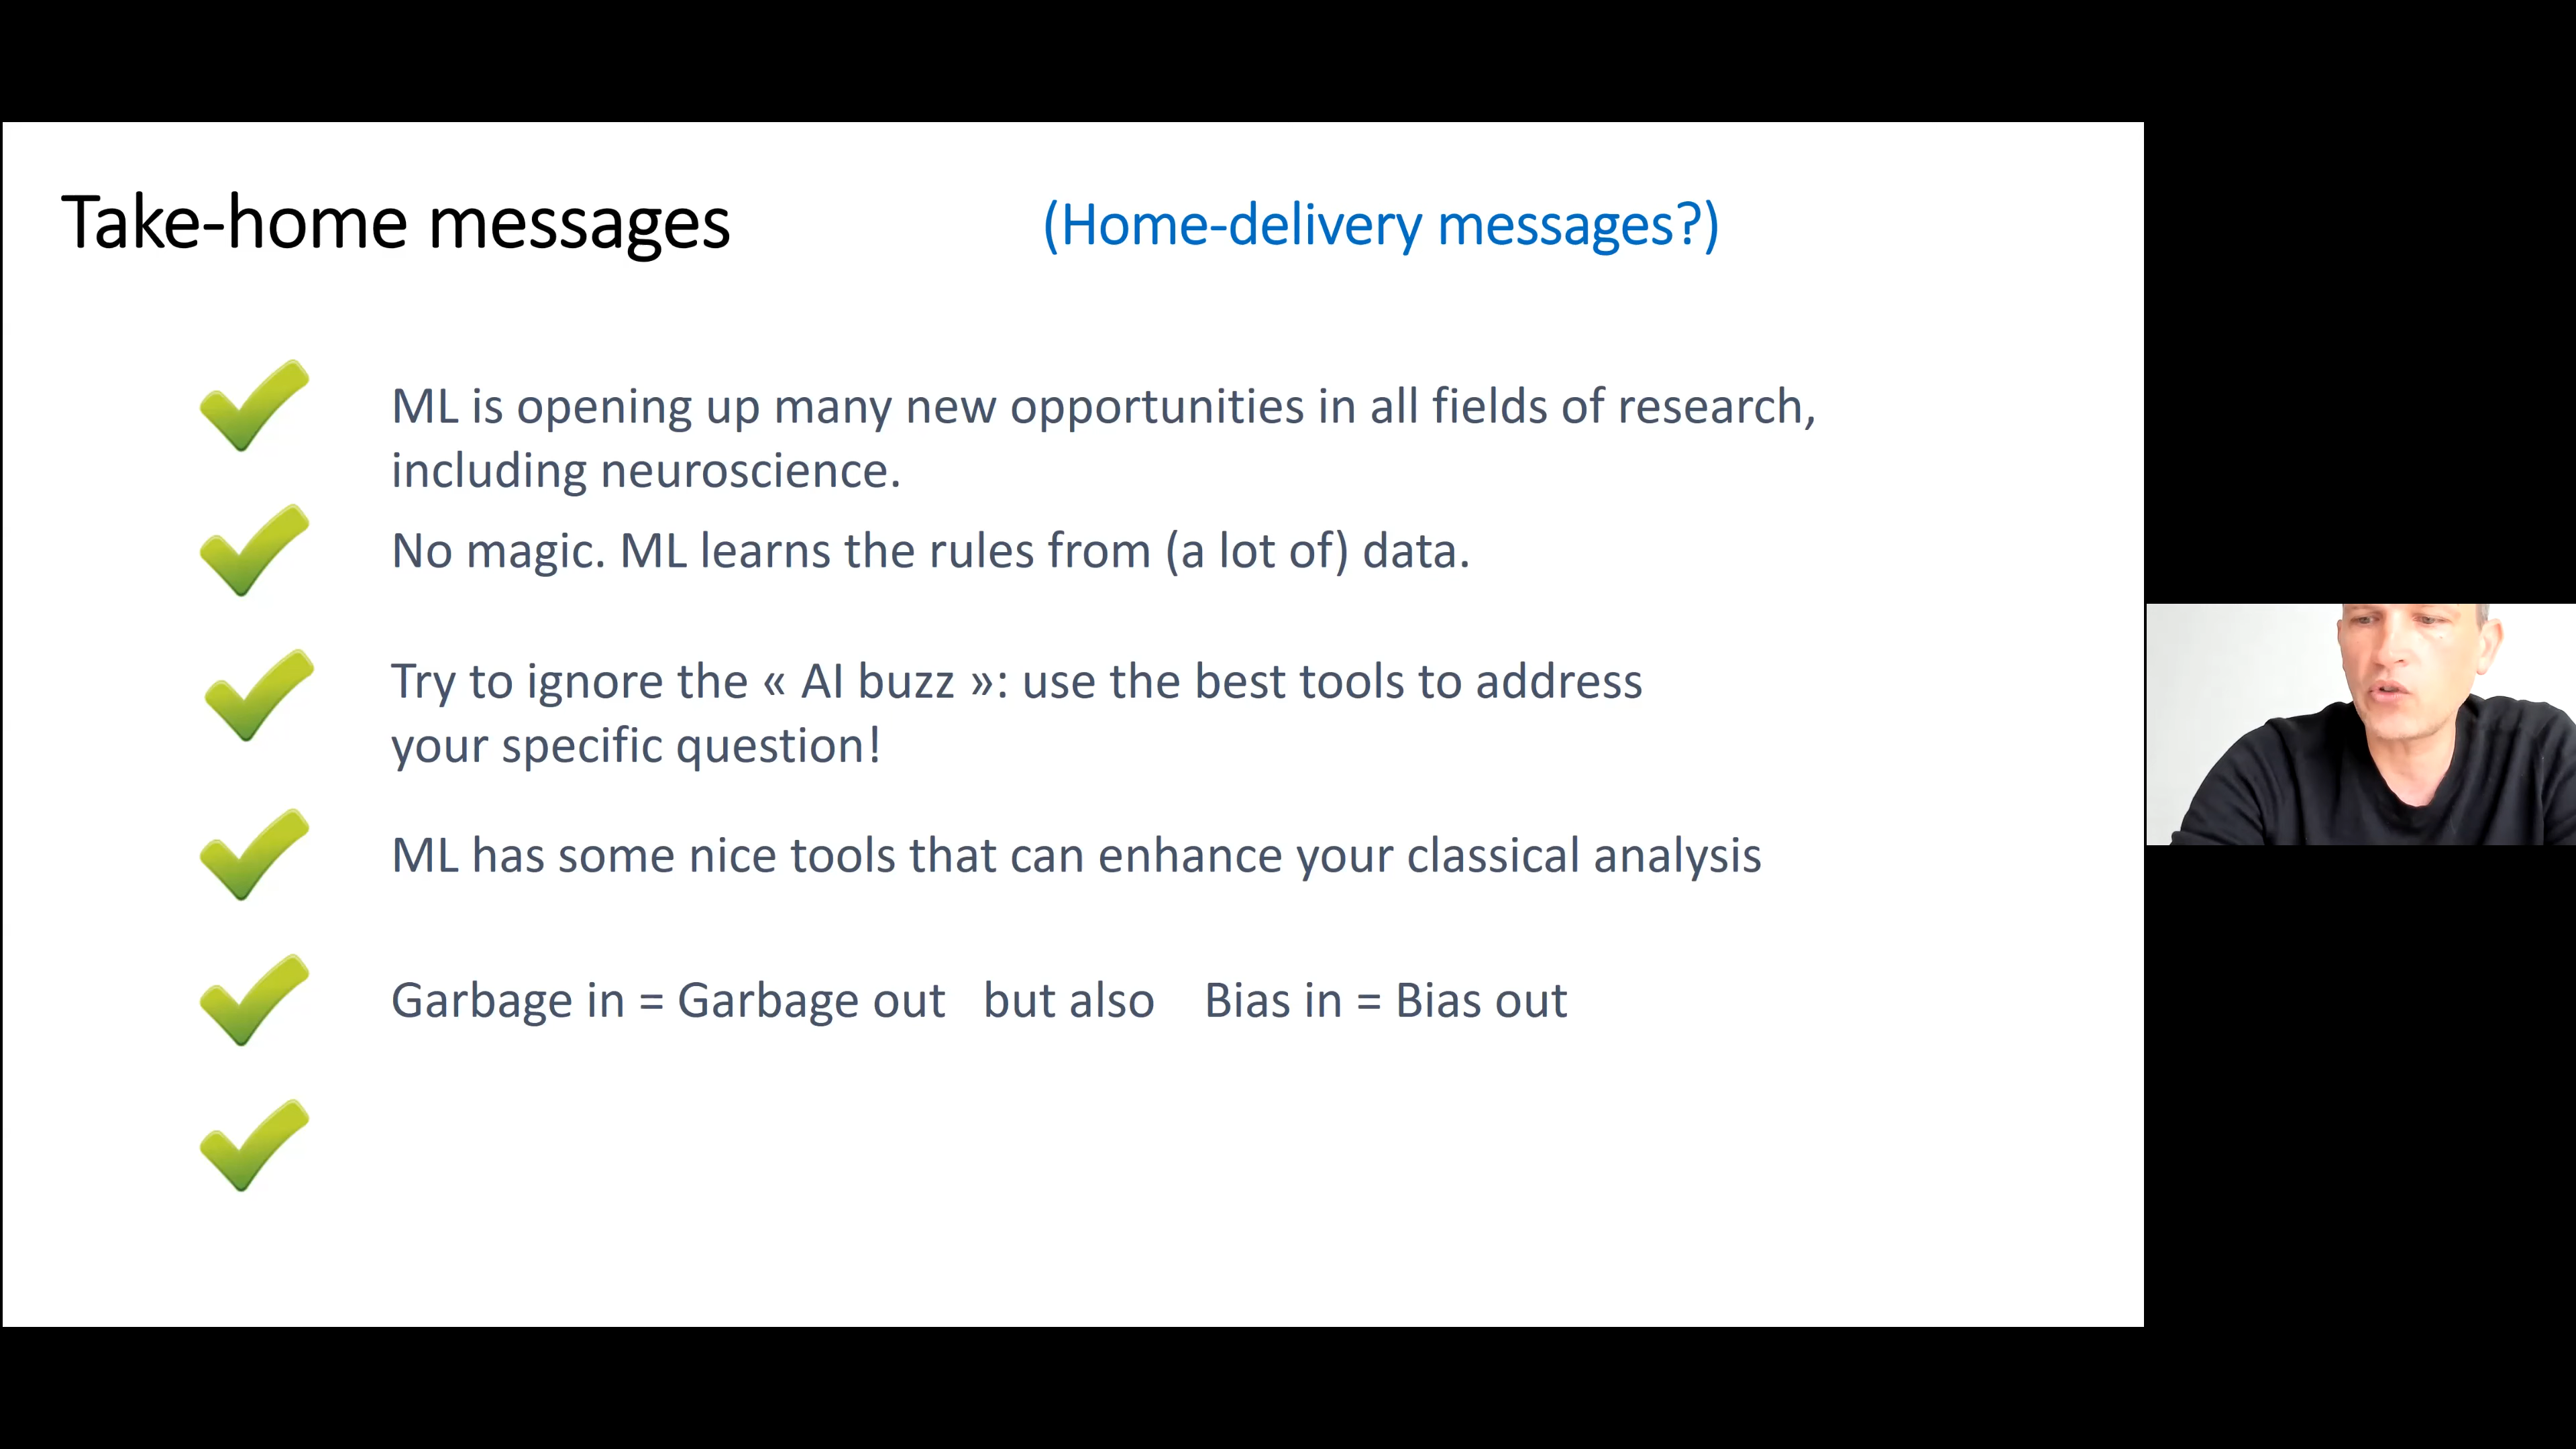 Take-home messages (Home-delivery messages?)
ML is opening up many new opportunities in all fields of research,
including neuroscience.
No magic. ML learns the rules from (a lot of) data.
Try to ignore the « AI buzz »: use the best tools to address
your specific question!
ML has some nice tools that can enhance your classical analysis
Garbage in = Garbage out but also Bias in = Bias out